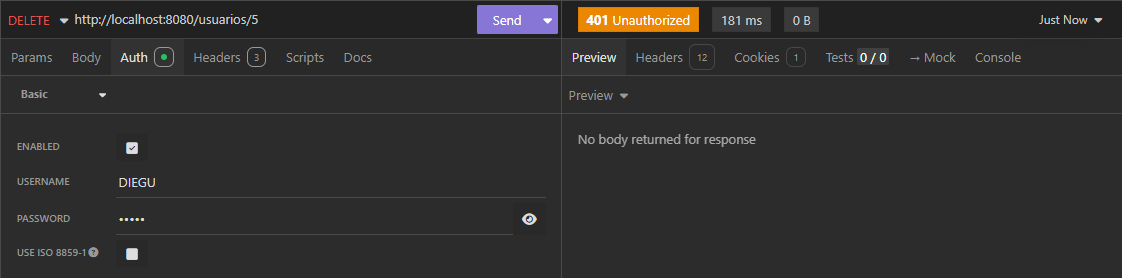 DELETE http://localhost:8080/usuarios/5 Send
401 Unauthorized 181 ms 0 B Just Now
Params Body Auth Headers 3 Scripts Docs
Preview Headers 12 Cookies 1 Tests 0 / 0 → Mock Console
Basic
Preview
ENABLED
No body returned for response
USERNAME DIEGU
PASSWORD •••••
USE ISO 8859-1 ?